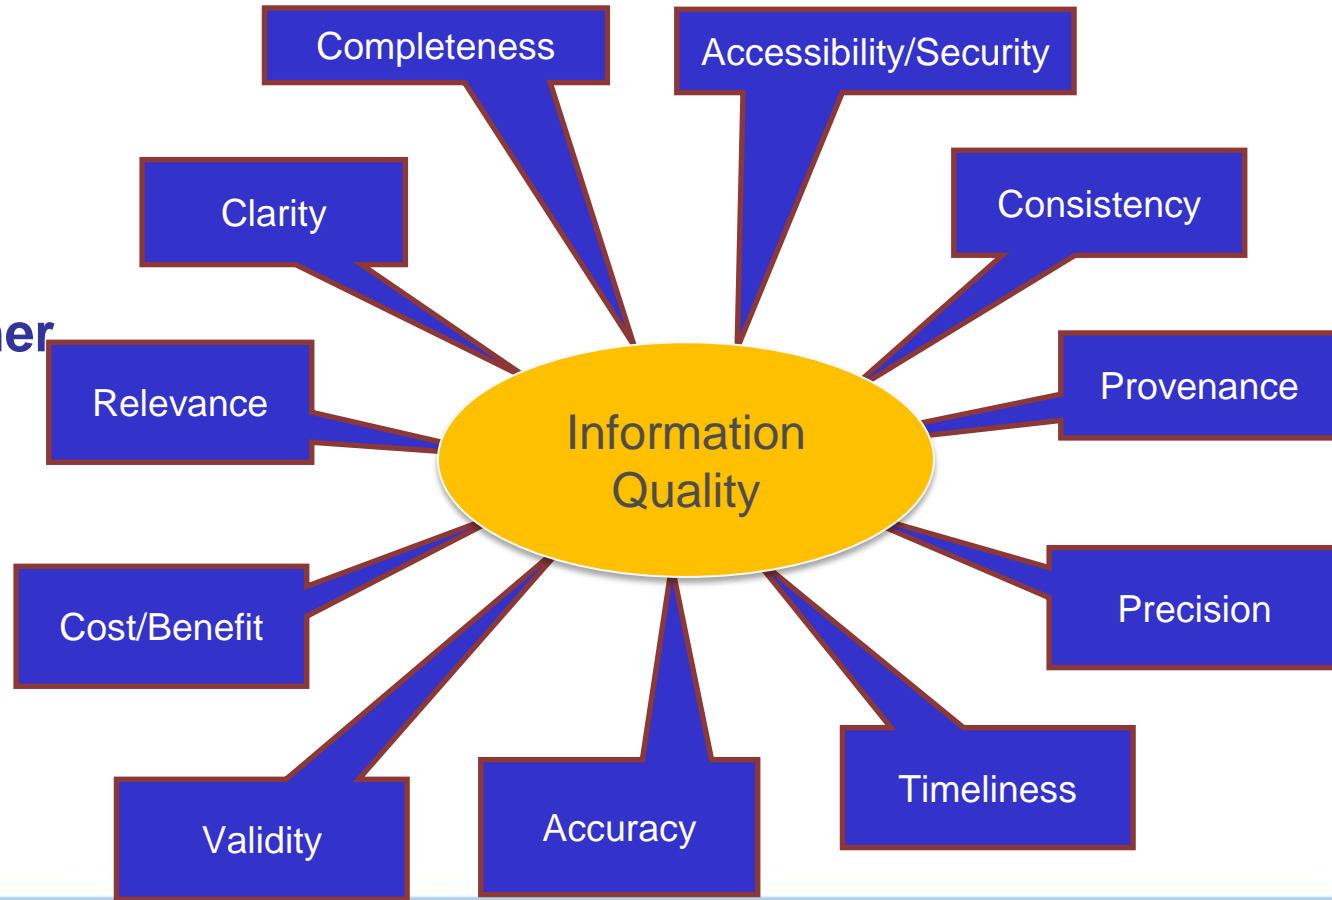 Completeness
Accessibility/Security
Clarity
Consistency
Relevance
Provenance
Information
Quality
Cost/Benefit
Precision
Timeliness
Validity
Accuracy